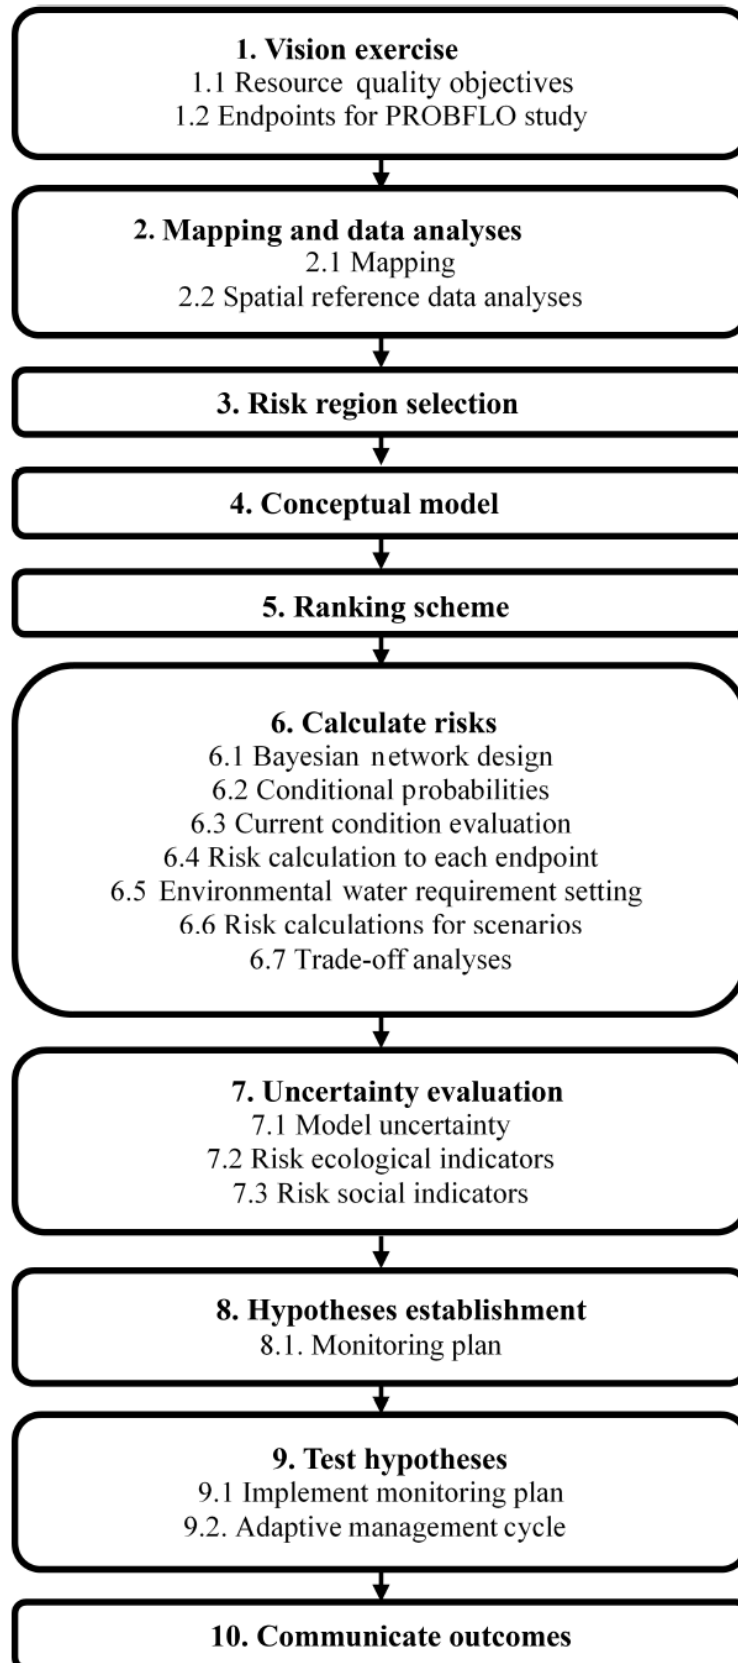 1. Vision exercise
1.1 Resource quality objectives
1.2 Endpoints for PROBFLO study
2. Mapping and data analyses
2.1 Mapping
2.2 Spatial reference data analyses
3. Risk region selection
4. Conceptual model
5. Ranking scheme
6. Calculate risks
6.1 Bayesian network design
6.2 Conditional probabilities
6.3 Current condition evaluation
6.4 Risk calculation to each endpoint
6.5 Environmental water requirement setting
6.6 Risk calculations for scenarios
6.7 Trade-off analyses
7. Uncertainty evaluation
7.1 Model uncertainty
7.2 Risk ecological indicators
7.3 Risk social indicators
8. Hypotheses establishment
8.1. Monitoring plan
9. Test hypotheses
9.1 Implement monitoring plan
9.2. Adaptive management cycle
10. Communicate outcomes